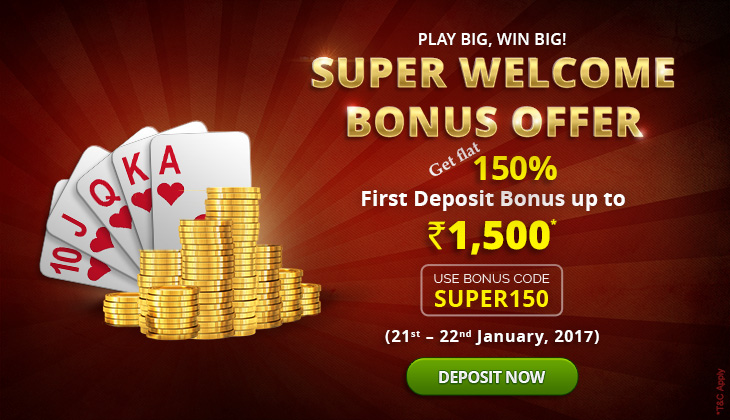 PLAY BIG, WIN BIG!
SUPER WELCOME
BONUS OFFER
Get flat 150%
First Deposit Bonus up to
₹1,500*
USE BONUS CODE
SUPER150
(21st – 22nd January, 2017)
DEPOSIT NOW
*T&C Apply
A
K
Q
J
10